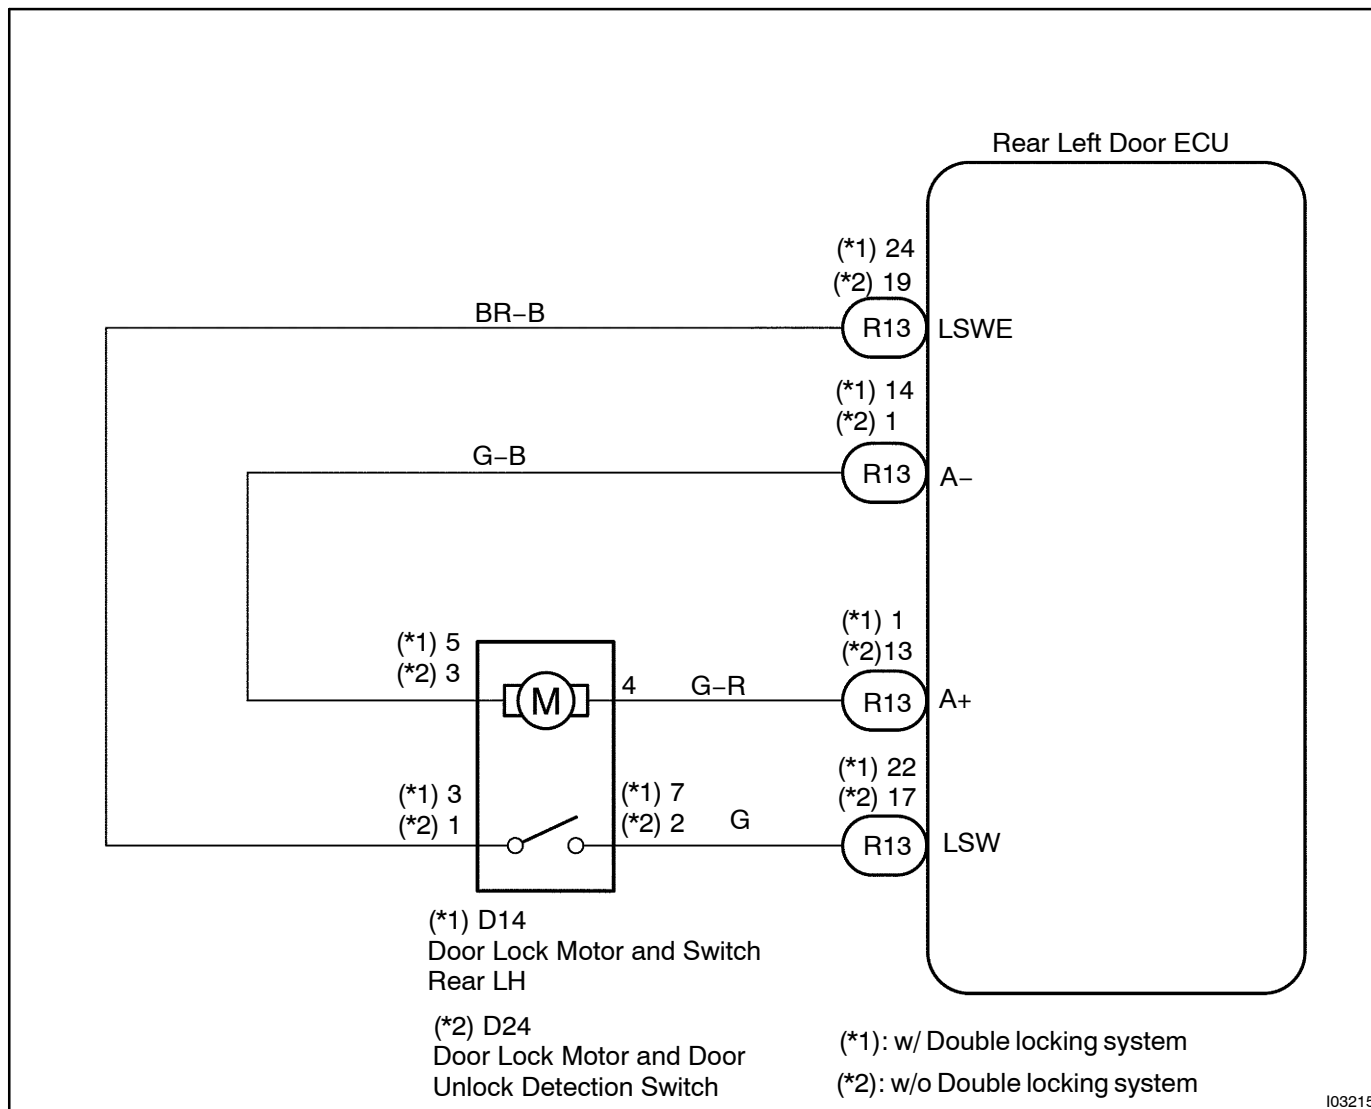 Rear Left Door ECU
(*1) 24
(*2) 19
BR−B
R13
LSWE
(*1) 14
(*2) 1
G−B
R13
A−
(*1) 1
(*2)13
(*1) 5
(*2) 3
M
4
G−R
R13
A+
(*1) 22
(*2) 17
(*1) 3
(*2) 1
(*1) 7
(*2) 2
G
R13
LSW
(*1) D14
Door Lock Motor and Switch
Rear LH
(*2) D24
Door Lock Motor and Door
Unlock Detection Switch
(*1): w/ Double locking system
(*2): w/o Double locking system
I03215